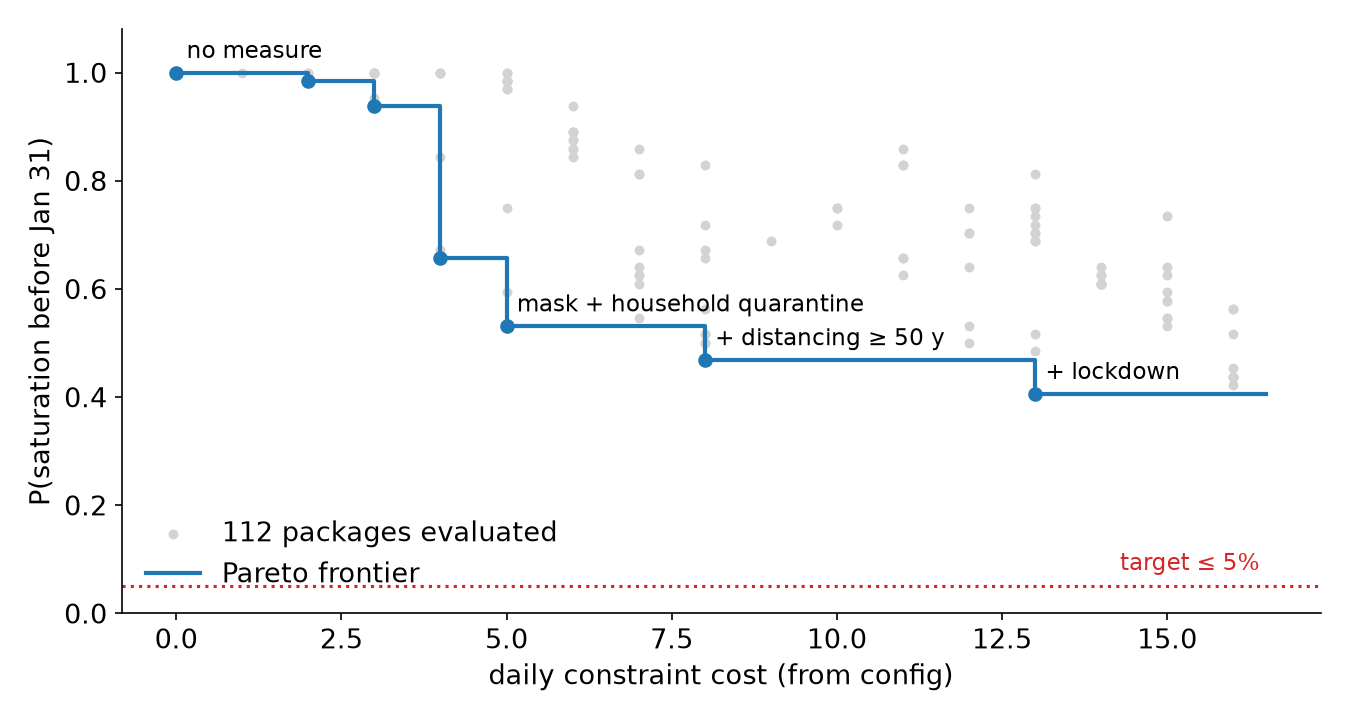 no measure
mask + household quarantine
+ distancing ≥ 50 y
+ lockdown
target ≤ 5%
112 packages evaluated
Pareto frontier
P(saturation before Jan 31)
1.0
0.8
0.6
0.4
0.2
0.0
0.0 2.5 5.0 7.5 10.0 12.5 15.0
daily constraint cost (from config)